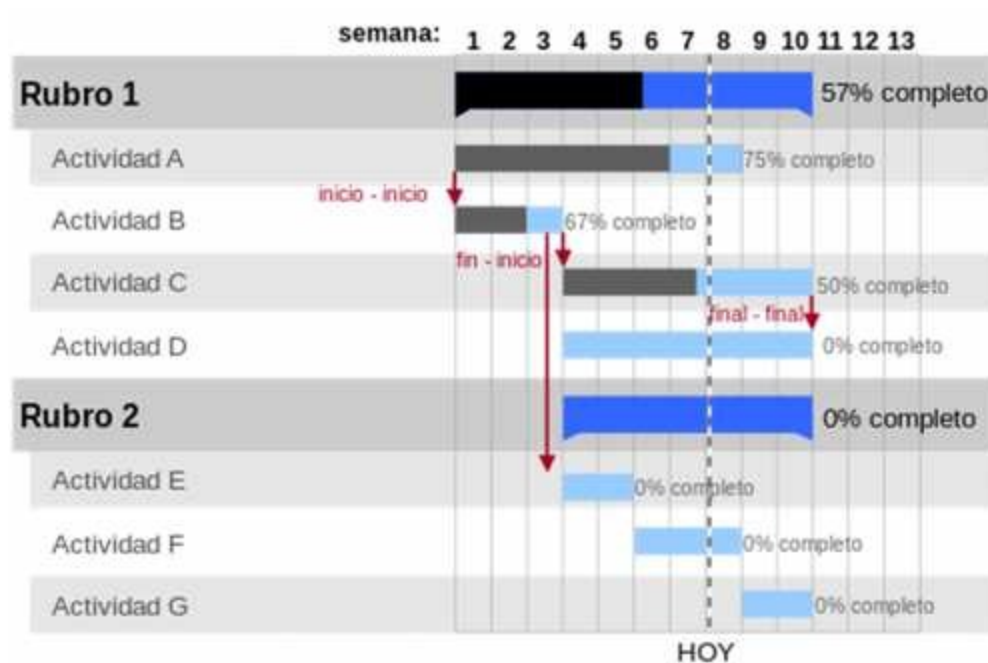 semana: 1 2 3 4 5 6 7 8 9 10 11 12 13
Rubro 1 57% completo
Actividad A 75% completo
inicio - inicio
Actividad B 67% completo
fin - inicio
Actividad C 50% completo
final - final
Actividad D 0% completo
Rubro 2 0% completo
Actividad E 0% completo
Actividad F 0% completo
Actividad G 0% completo
HOY